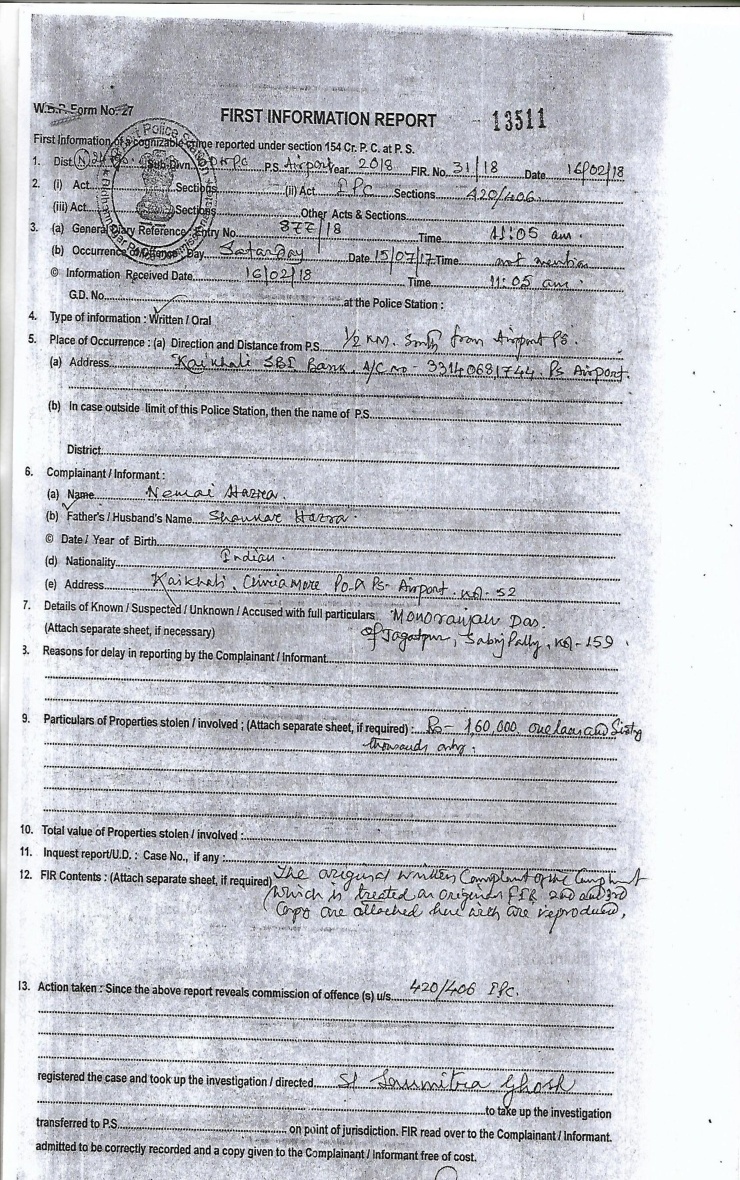 W.B.P. Form No. 27
FIRST INFORMATION REPORT 13511
First Information of a cognizable crime reported under section 154 Cr. P. C. at P. S.
1. Dist. (N) 24 Sub-Divn. P.S. Airport Year 2018 FIR. No. 31/18 Date 16/02/18
2. (i) Act Sections (ii) Act IPC Sections 420/406.
(iii) Act Sections Other Acts & Sections
3. (a) General Diary Reference: Entry No. 877/18 Time 11:05 am.
(b) Occurrence of Offence: Day Satarday Date 15/07/17 Time not mention
© Information Received Date 16/02/18 Time 11:05 am.
G.D. No. at the Police Station :
4. Type of information : Written / Oral
5. Place of Occurrence : (a) Direction and Distance from P.S. 1/2 Km. South from Airport PS.
(a) Address Kaikhali SBI Bank, A/C no- 33140681744. Ps Airport.
(b) In case outside limit of this Police Station, then the name of P.S.
District
6. Complainant / Informant :
(a) Name Nemai Hazra.
(b) Father's / Husband's Name Shankar Hazra.
© Date / Year of Birth
(d) Nationality Indian.
(e) Address Kaikhali, Chiriamore Po & Ps- Airport. Kol- 52
7. Details of Known / Suspected / Unknown / Accused with full particulars Monoranjan Das.
(Attach separate sheet, if necessary) of Jagatpur, Sabuj Pally, Kol-159
8. Reasons for delay in reporting by the Complainant / Informant
9. Particulars of Properties stolen / involved ; (Attach separate sheet, if required) : Rs- 1,60,000. one laca and Sixty
thousands only.
10. Total value of Properties stolen / involved :
11. Inquest report/U.D. : Case No., if any :
12. FIR Contents : (Attach separate sheet, if required) The original written Complaint of the Complainant
which is treated as original FIR 2nd and 3rd
Copy are attached here with are reproduced.
13. Action taken : Since the above report reveals commission of offence (s) u/s. 420/406 IPC.
registered the case and took up the investigation / directed SI Soumitra Ghosh
to take up the investigation
transferred to P.S. on point of jurisdiction. FIR read over to the Complainant / Informant.
admitted to be correctly recorded and a copy given to the Complainant / Informant free of cost.